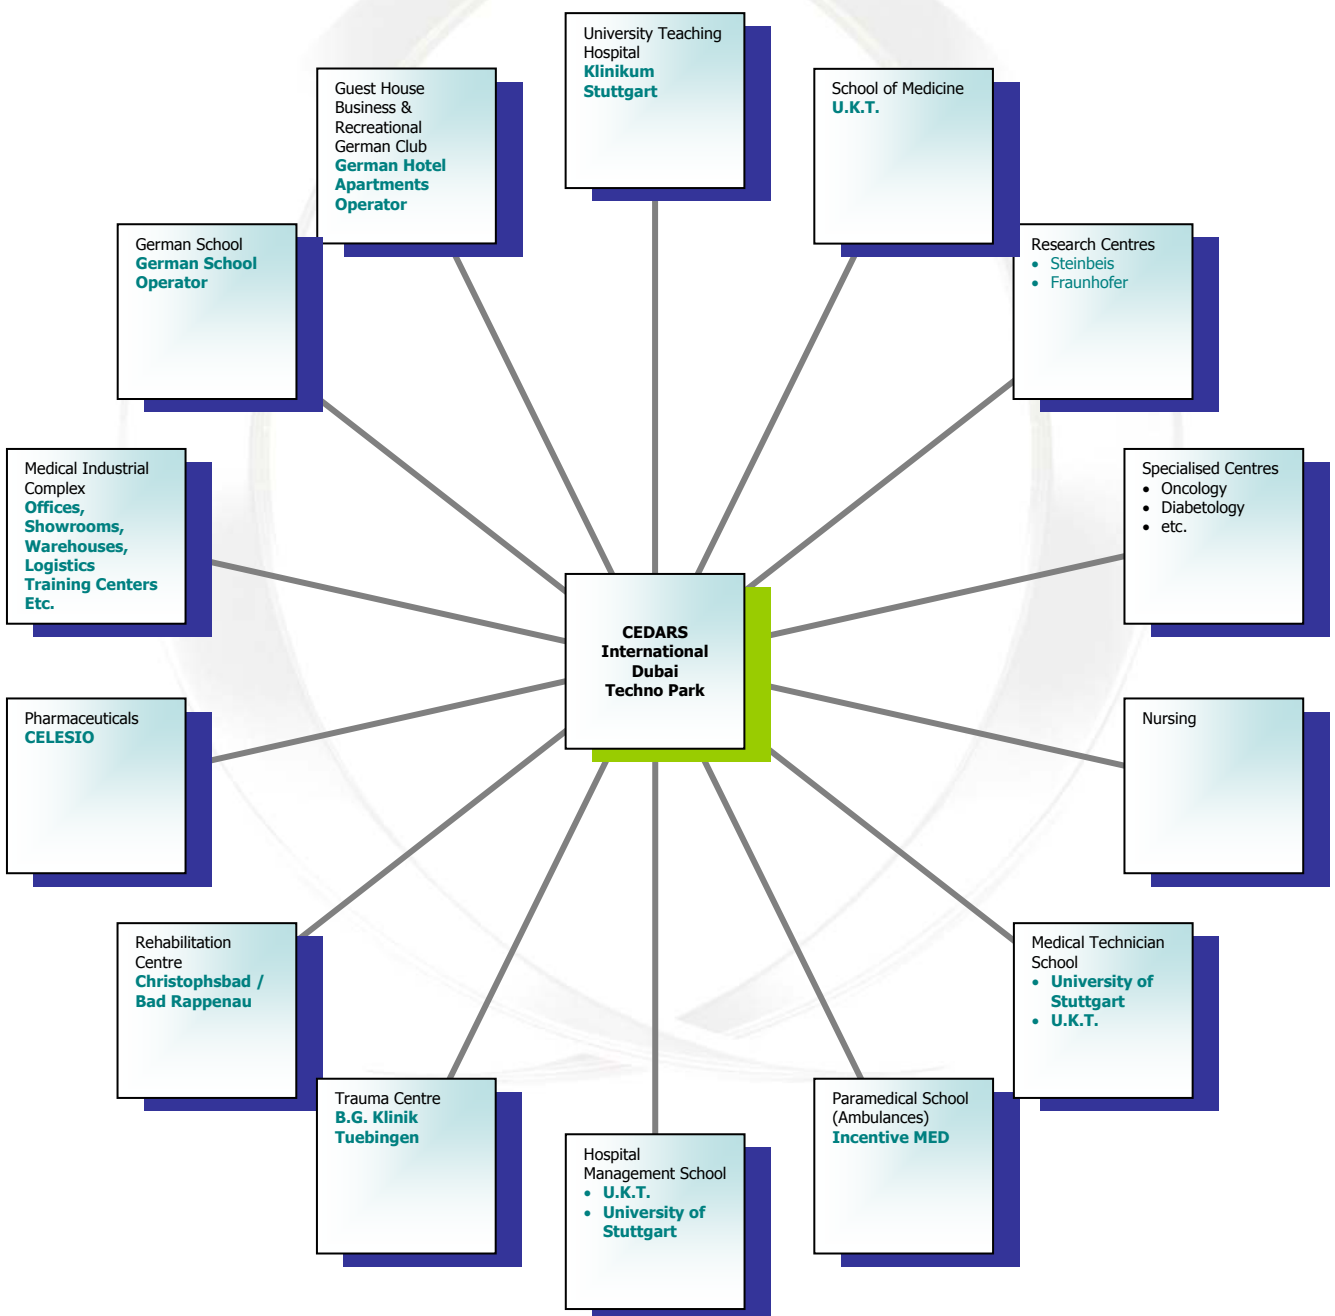 University Teaching
Hospital
Klinikum
Stuttgart
School of Medicine
U.K.T.
Research Centres
• Steinbeis
• Fraunhofer
Specialised Centres
• Oncology
• Diabetology
• etc.
Nursing
Medical Technician
School
• University of
Stuttgart
• U.K.T.
Paramedical School
(Ambulances)
Incentive MED
Hospital
Management School
• U.K.T.
• University of
Stuttgart
Trauma Centre
B.G. Klinik
Tuebingen
Rehabilitation
Centre
Christophsbad /
Bad Rappenau
Pharmaceuticals
CELESIO
Medical Industrial
Complex
Offices,
Showrooms,
Warehouses,
Logistics
Training Centers
Etc.
German School
German School
Operator
Guest House
Business &
Recreational
German Club
German Hotel
Apartments
Operator
CEDARS
International
Dubai
Techno Park